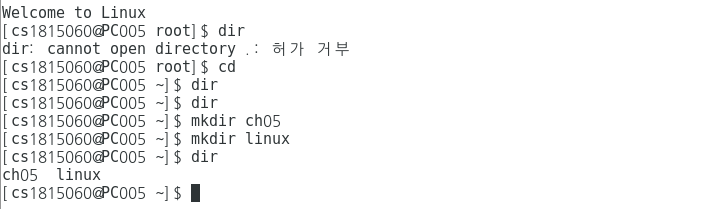 Welcome to Linux
[cs1815060@PC005 root]$ dir
dir: cannot open directory .: 허가 거부
[cs1815060@PC005 root]$ cd
[cs1815060@PC005 ~]$ dir
[cs1815060@PC005 ~]$ dir
[cs1815060@PC005 ~]$ mkdir ch05
[cs1815060@PC005 ~]$ mkdir linux
[cs1815060@PC005 ~]$ dir
ch05  linux
[cs1815060@PC005 ~]$